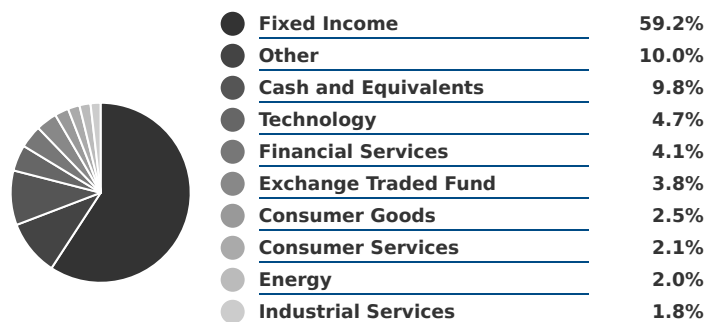 Fixed Income 59.2%
Other 10.0%
Cash and Equivalents 9.8%
Technology 4.7%
Financial Services 4.1%
Exchange Traded Fund 3.8%
Consumer Goods 2.5%
Consumer Services 2.1%
Energy 2.0%
Industrial Services 1.8%